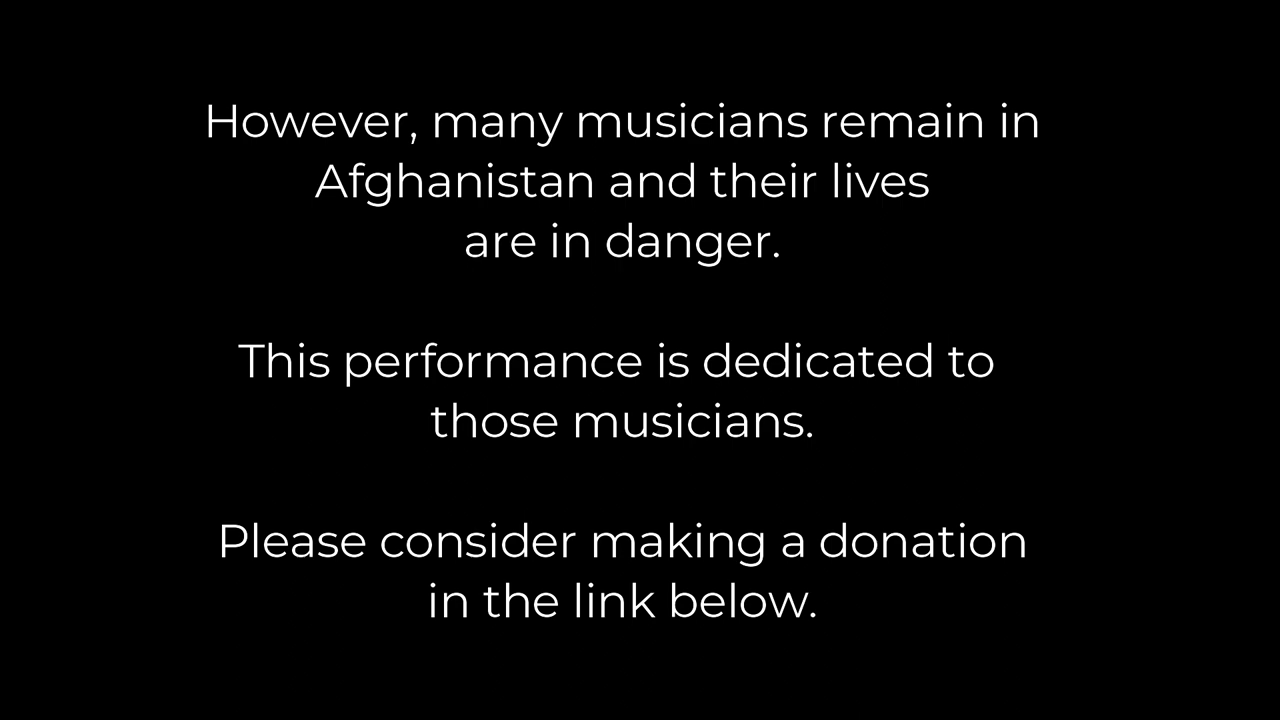 However, many musicians remain in
Afghanistan and their lives
are in danger.
This performance is dedicated to
those musicians.
Please consider making a donation
in the link below.